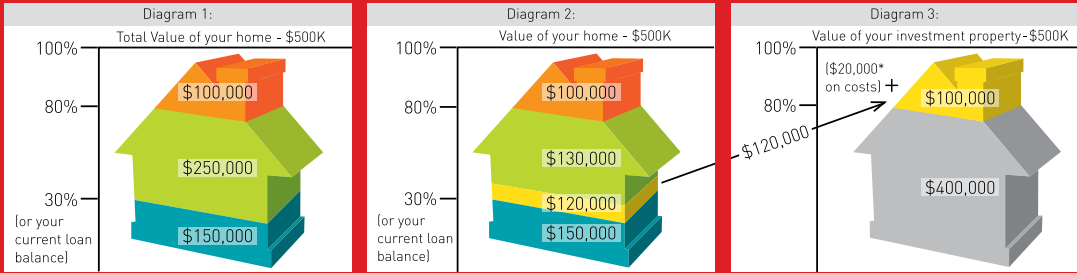 Diagram 1:
Total Value of your home - $500K
100%
80%
30%
(or your
current loan
balance)
$100,000
$250,000
$150,000
Diagram 2:
Value of your home - $500K
100%
80%
30%
(or your
current loan
balance)
$100,000
$130,000
$120,000
$150,000
$120,000
Diagram 3:
Value of your investment property-$500K
100%
80%
($20,000*
on costs) +
$100,000
$400,000